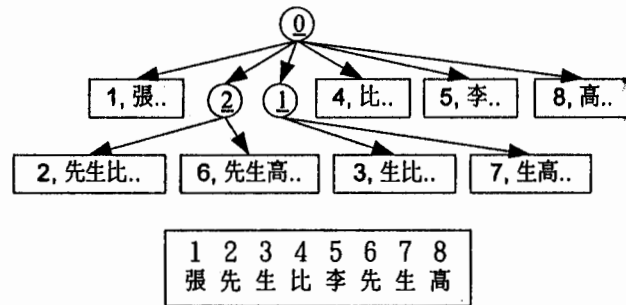 0
1, 張.. 2 1 4, 比.. 5, 李.. 8, 高..
2, 先生比.. 6, 先生高.. 3, 生比.. 7, 生高..
1 2 3 4 5 6 7 8
張 先 生 比 李 先 生 高